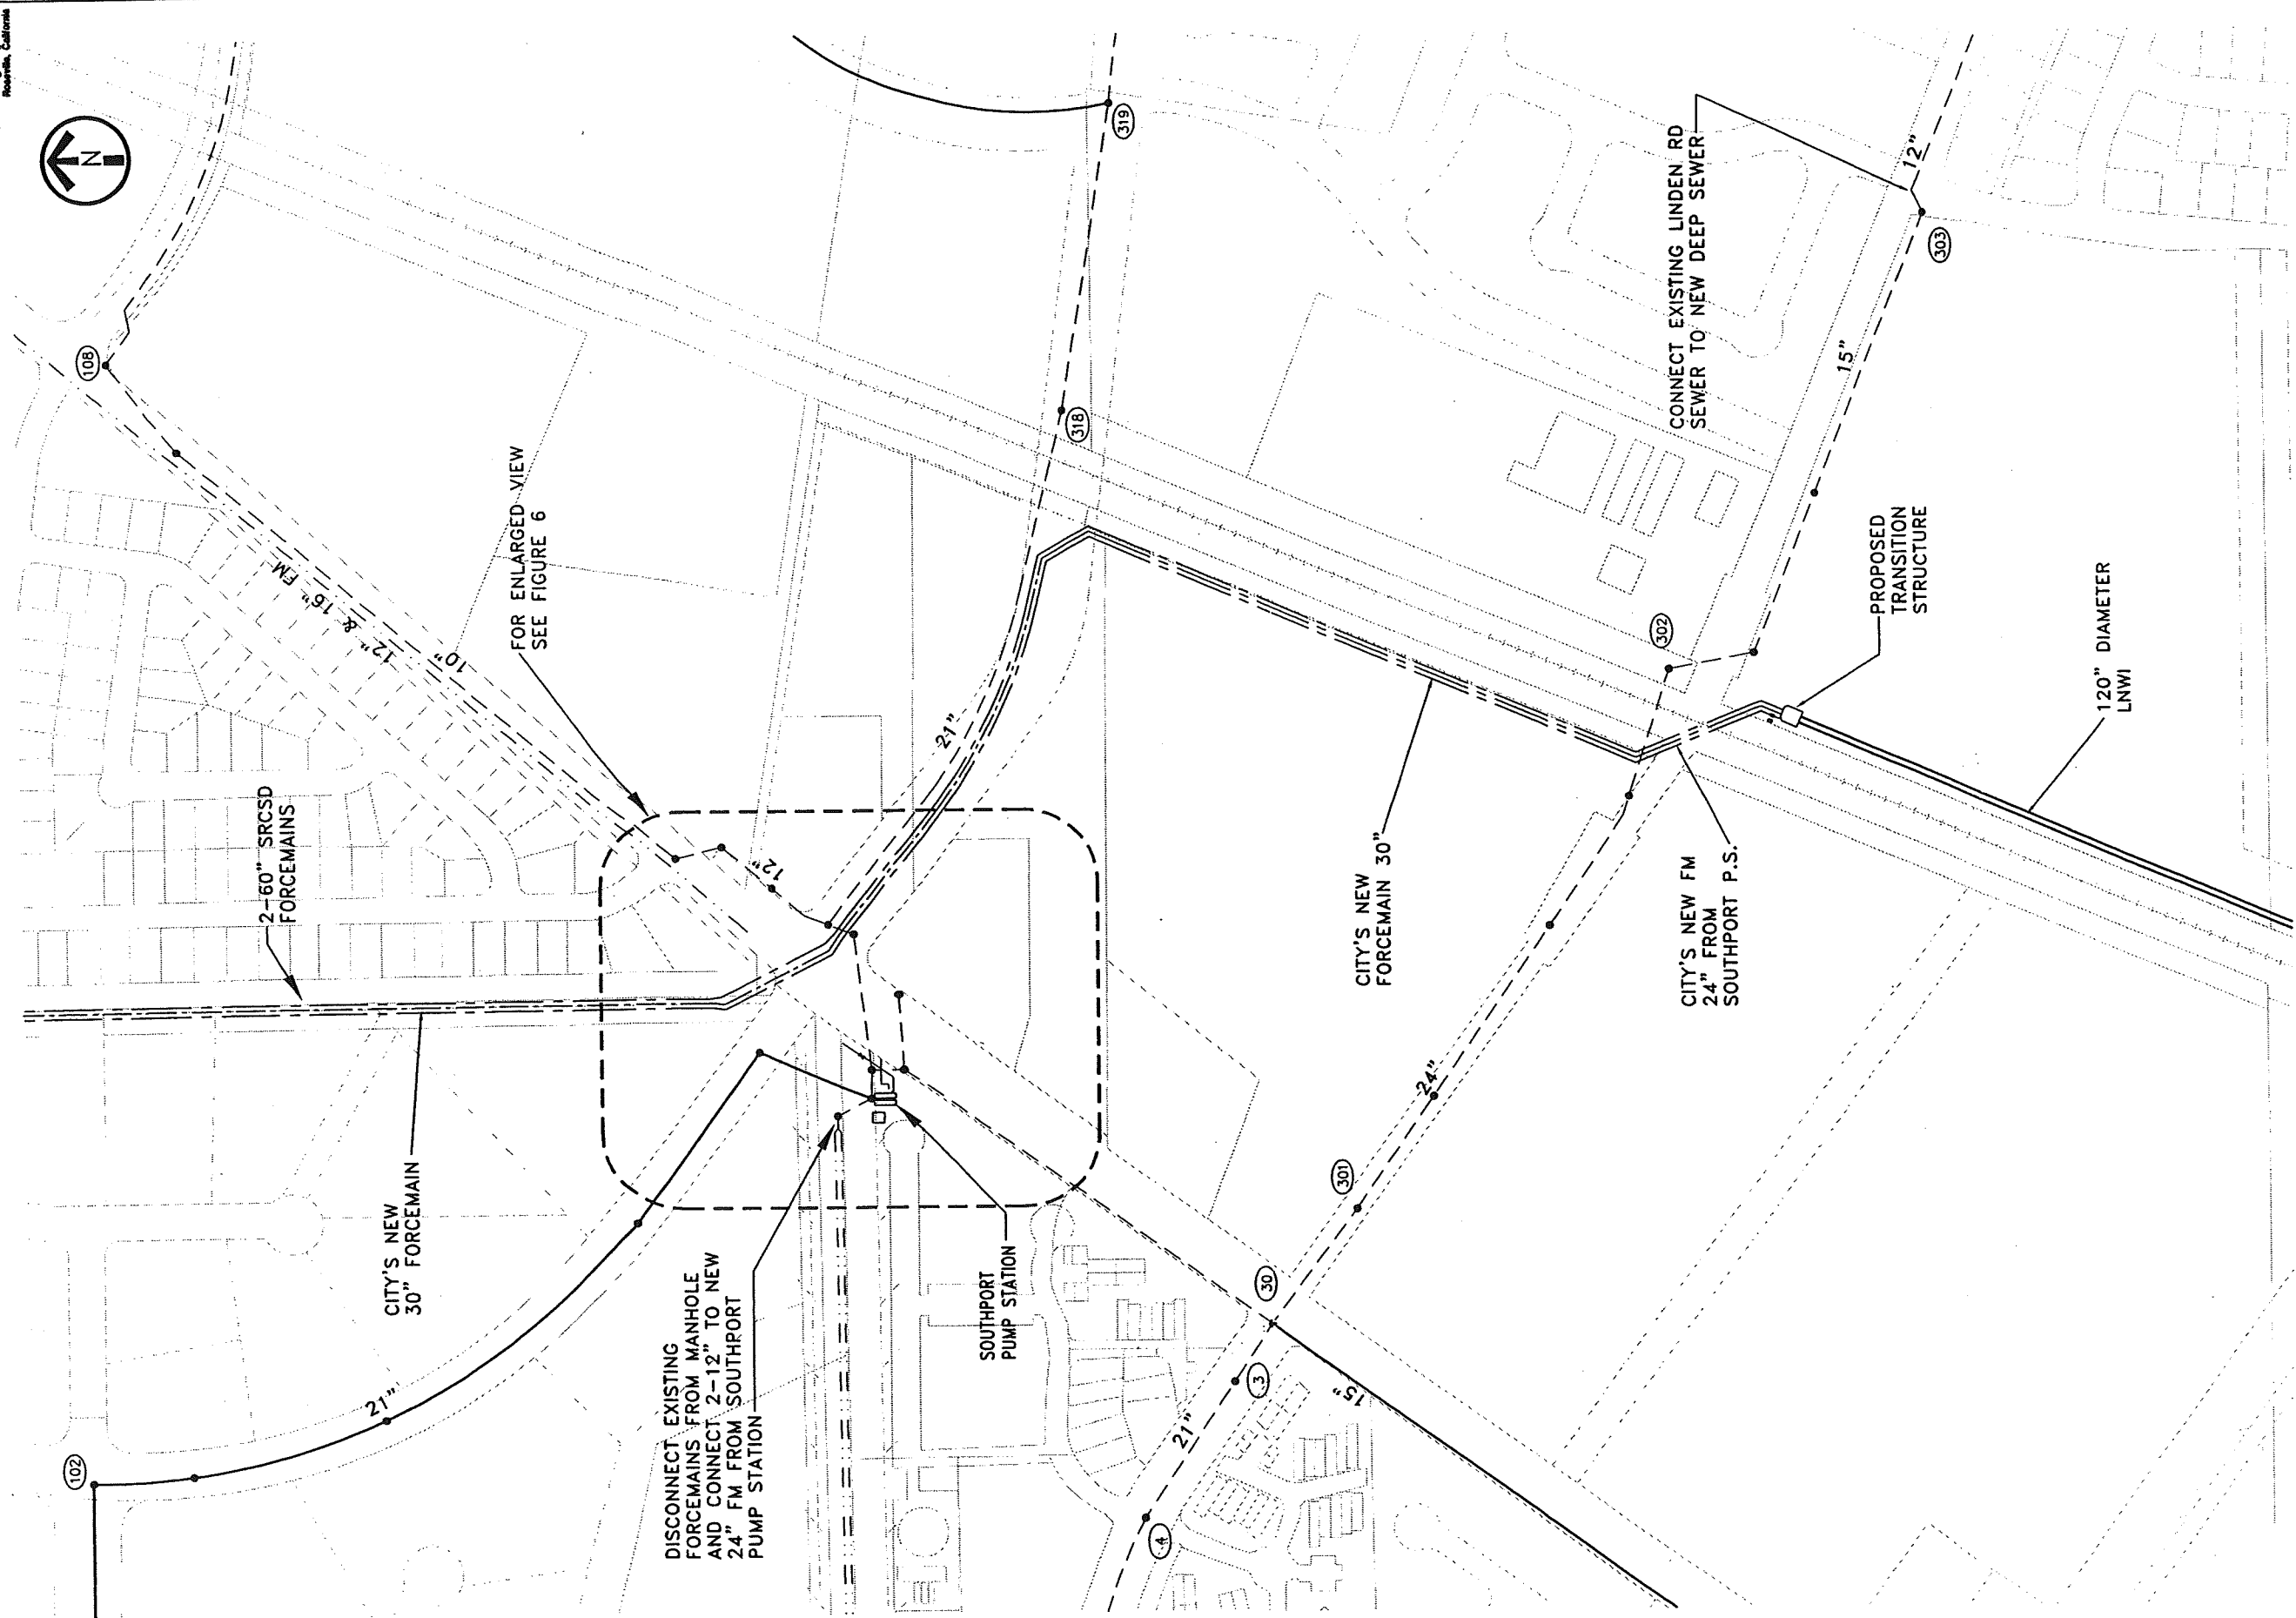 Roseville, California
N
108
102
319
318
303
302
301
30
3
4
2-60" SRCSD
FORCEMAINS
CITY'S NEW
30" FORCEMAIN
12" & 16" FM
10"
FOR ENLARGED VIEW
SEE FIGURE 6
12"
21"
21"
DISCONNECT EXISTING
FORCEMAINS FROM MANHOLE
AND CONNECT 2-12" TO NEW
24" FM FROM SOUTHPORT
PUMP STATION
SOUTHPORT
PUMP STATION
CITY'S NEW
FORCEMAIN 30"
CONNECT EXISTING LINDEN RD
SEWER TO NEW DEEP SEWER
12"
15"
PROPOSED
TRANSITION
STRUCTURE
120" DIAMETER
LNWI
CITY'S NEW FM
24" FROM
SOUTHPORT P.S.
24"
21"
15"